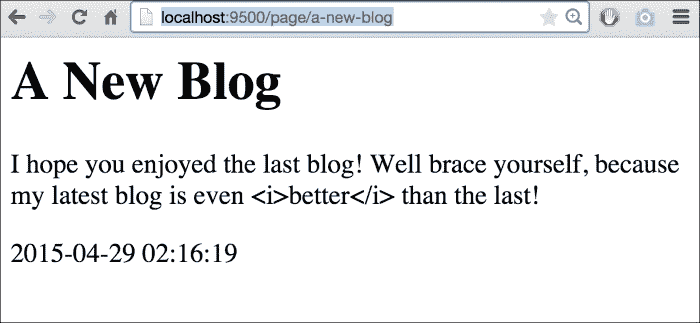 localhost:9500/page/a-new-blog
A New Blog
I hope you enjoyed the last blog! Well brace yourself, because
my latest blog is even <i>better</i> than the last!
2015-04-29 02:16:19